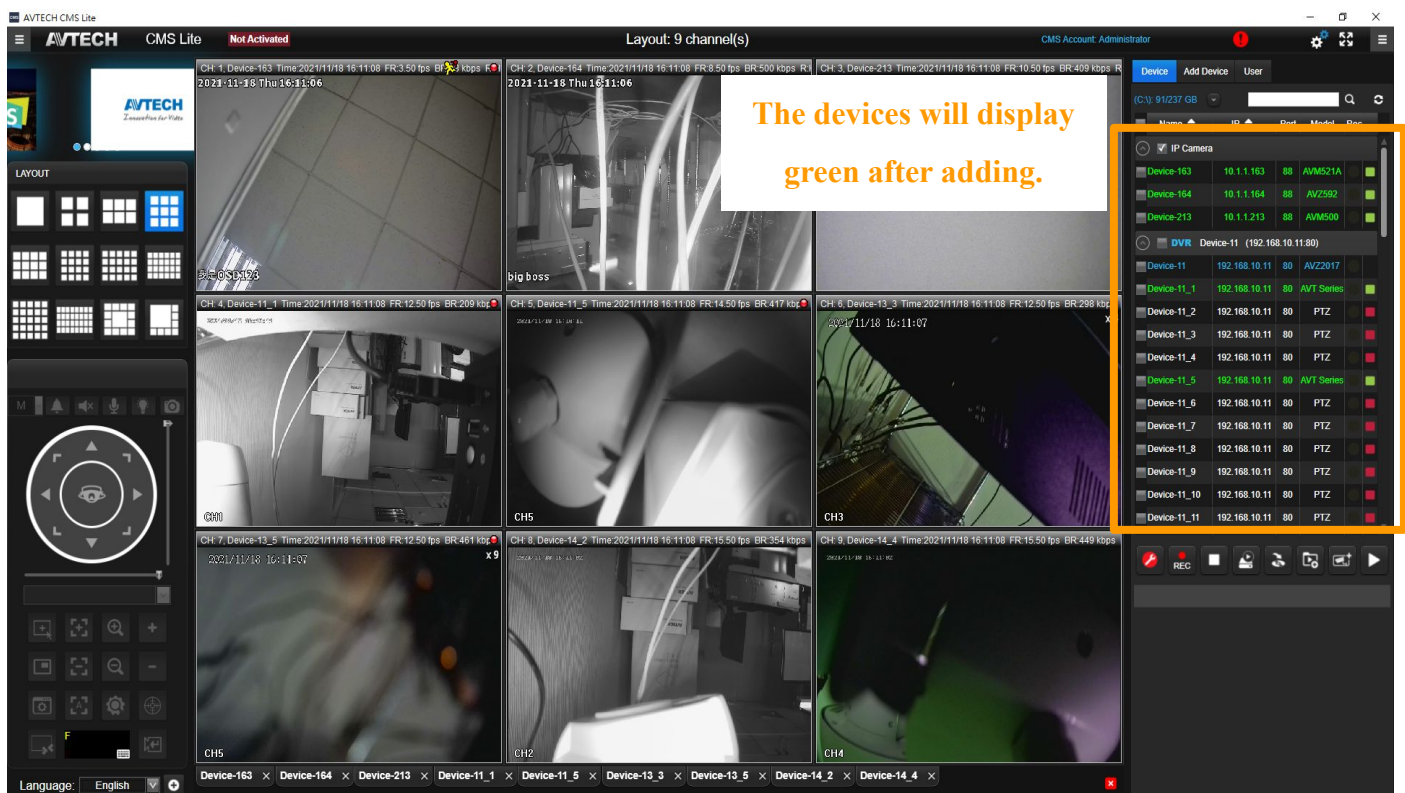 AVTECH CMS Lite
AVTECH CMS Lite Not Activated Layout: 9 channel(s) CMS Account: Administrator
AVTECH
LAYOUT
M
F
Language: English
CH: 1, Device-163 Time:2021/11/18 16:11:08 FR:3.50 fps
2021-11-18 Thu 16:11:06
OSD123
CH: 2, Device-164 Time:2021/11/18 16:11:08 FR:8.50 fps BR:500 kbps
2021-11-18 Thu 16:11:06
big boss
CH: 3, Device-213 Time:2021/11/18 16:11:08 FR:10.50 fps BR:409 kbps
The devices will display
green after adding.
CH: 4, Device-11_1 Time:2021/11/18 16:11:08 FR:12.50 fps BR:209 kbp
CH1
CH: 5, Device-11_5 Time:2021/11/18 16:11:08 FR:14.50 fps BR:417 kbp
CH5
CH: 6, Device-13_3 Time:2021/11/18 16:11:08 FR:12.50 fps BR:298 kbp
2021/11/18 16:11:07 x
CH3
CH: 7, Device-13_5 Time:2021/11/18 16:11:08 FR:12.50 fps BR:461 kbp
2021/11/18 16:11:07 x 9
CH5
CH: 8, Device-14_2 Time:2021/11/18 16:11:08 FR:15.50 fps BR:354 kbps
CH2
CH: 9, Device-14_4 Time:2021/11/18 16:11:08 FR:15.50 fps BR:449 kbps
CH4
Device-163 Device-164 Device-213 Device-11_1 Device-11_5 Device-13_3 Device-13_5 Device-14_2 Device-14_4
Device Add Device User
(C:\): 91/237 GB
Name IP Port Model Rec
IP Camera
Device-163 10.1.1.163 88 AVM521A
Device-164 10.1.1.164 88 AVZ592
Device-213 10.1.1.213 88 AVM500
DVR Device-11 (192.168.10.11:80)
Device-11 192.168.10.11 80 AVZ2017
Device-11_1 192.168.10.11 80 AVT Series
Device-11_2 192.168.10.11 80 PTZ
Device-11_3 192.168.10.11 80 PTZ
Device-11_4 192.168.10.11 80 PTZ
Device-11_5 192.168.10.11 80 AVT Series
Device-11_6 192.168.10.11 80 PTZ
Device-11_7 192.168.10.11 80 PTZ
Device-11_8 192.168.10.11 80 PTZ
Device-11_9 192.168.10.11 80 PTZ
Device-11_10 192.168.10.11 80 PTZ
Device-11_11 192.168.10.11 80 PTZ
REC